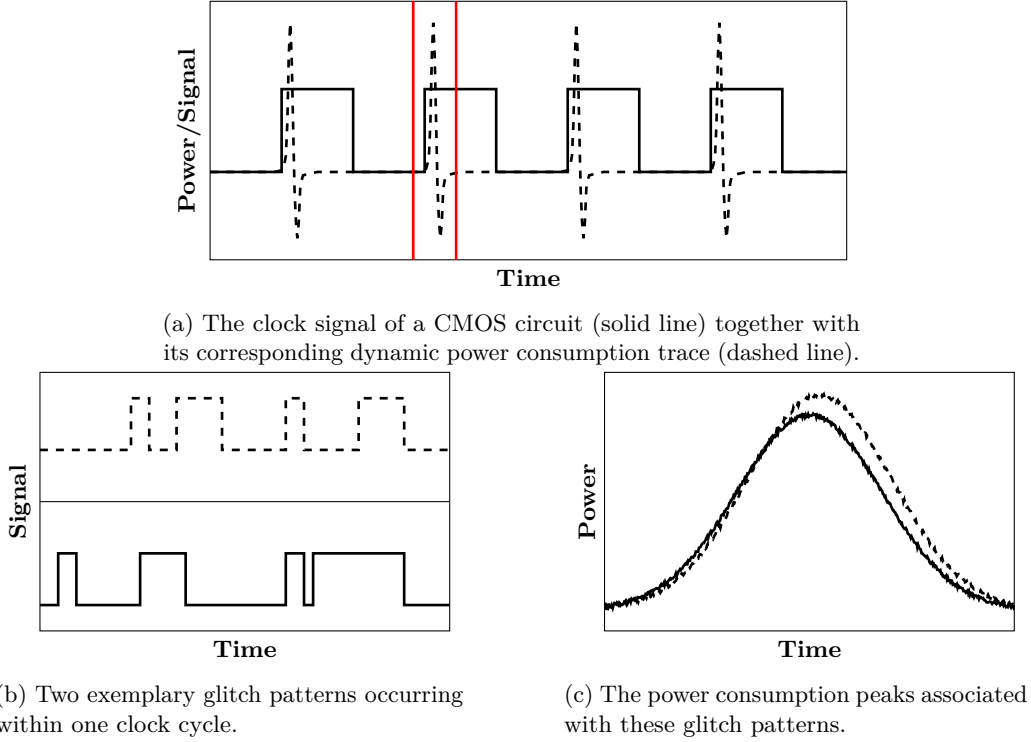 Power/Signal
Time
(a) The clock signal of a CMOS circuit (solid line) together with
its corresponding dynamic power consumption trace (dashed line).
Signal
Time
(b) Two exemplary glitch patterns occurring
within one clock cycle.
Power
Time
(c) The power consumption peaks associated
with these glitch patterns.